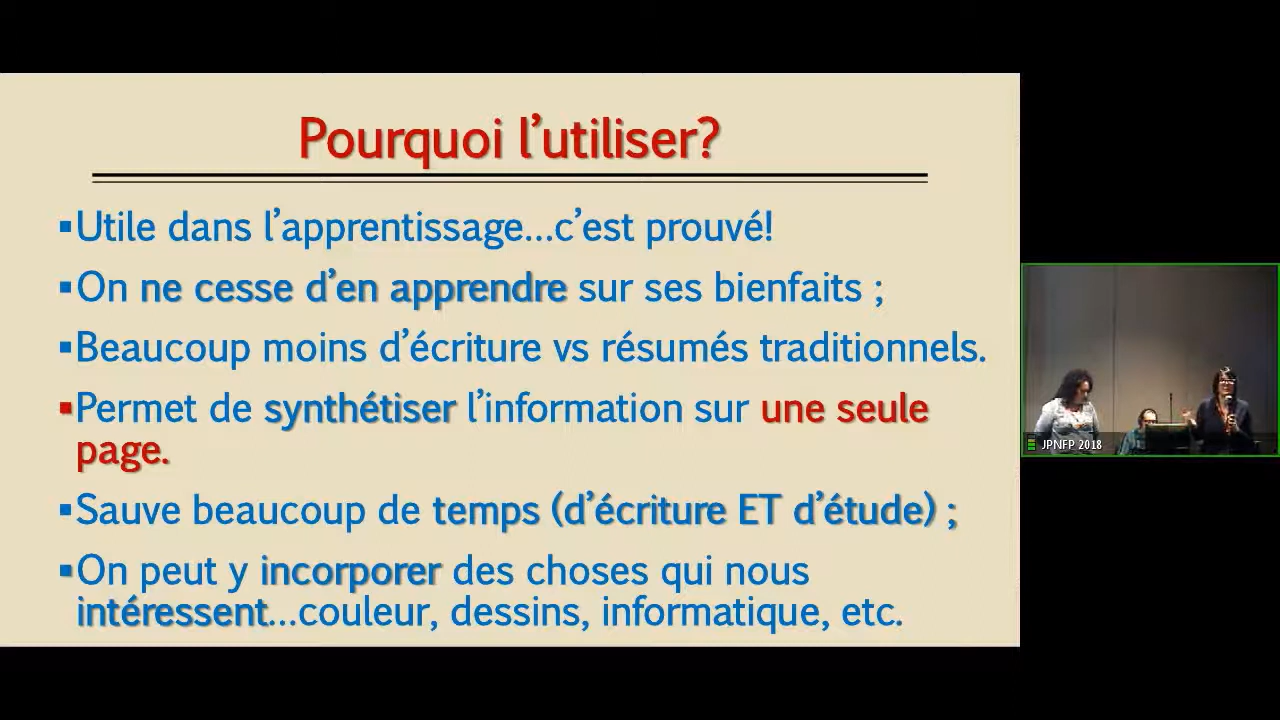 Pourquoi l'utiliser?
▪Utile dans l'apprentissage...c'est prouvé!
▪On ne cesse d'en apprendre sur ses bienfaits ;
▪Beaucoup moins d'écriture vs résumés traditionnels.
▪Permet de synthétiser l'information sur une seule
page.
▪Sauve beaucoup de temps (d'écriture ET d'étude) ;
▪On peut y incorporer des choses qui nous
intéressent...couleur, dessins, informatique, etc.
JPNFP 2018